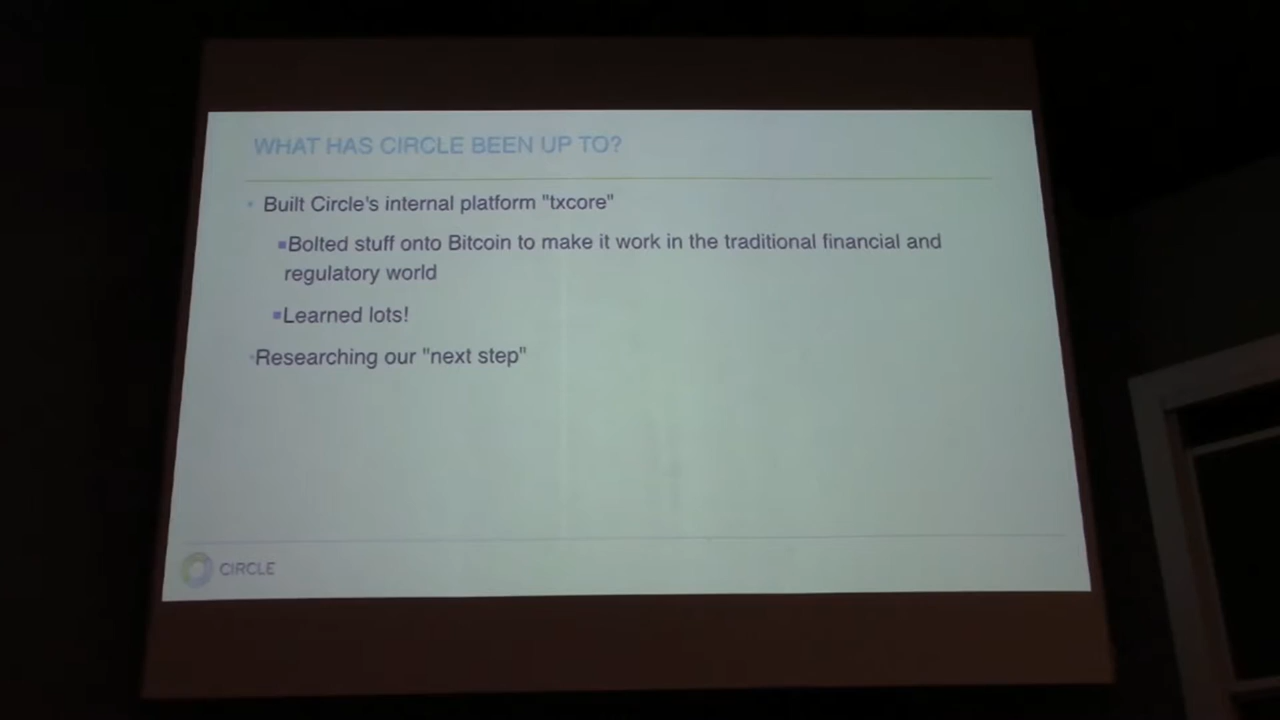 WHAT HAS CIRCLE BEEN UP TO?
Built Circle's internal platform "txcore"
Bolted stuff onto Bitcoin to make it work in the traditional financial and
regulatory world
Learned lots!
Researching our "next step"
CIRCLE